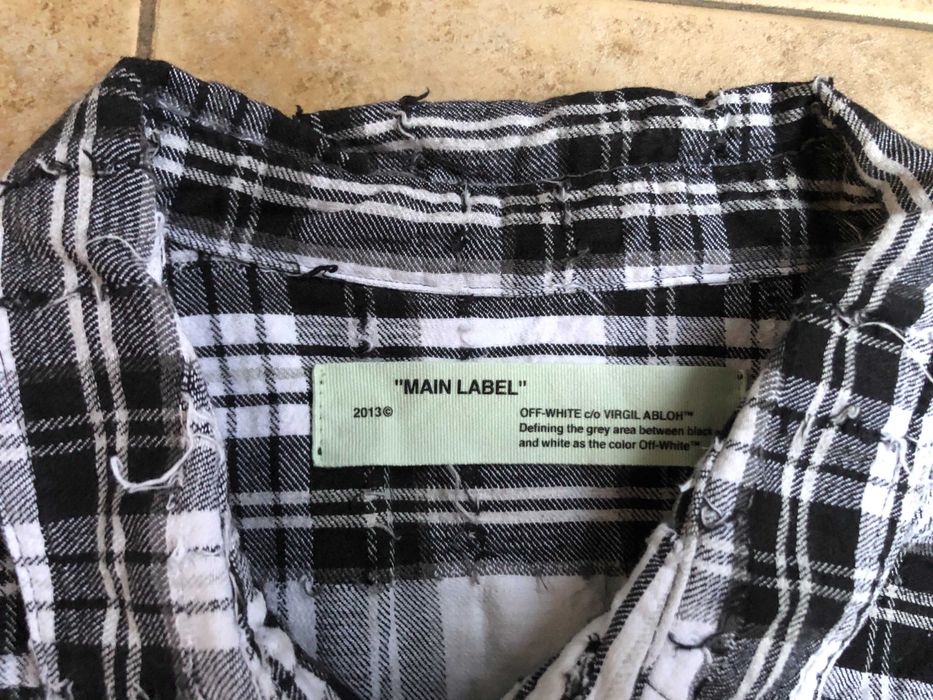 "MAIN LABEL"
2013©
OFF-WHITE c/o VIRGIL ABLOH™
Defining the grey area between black
and white as the color Off-White™